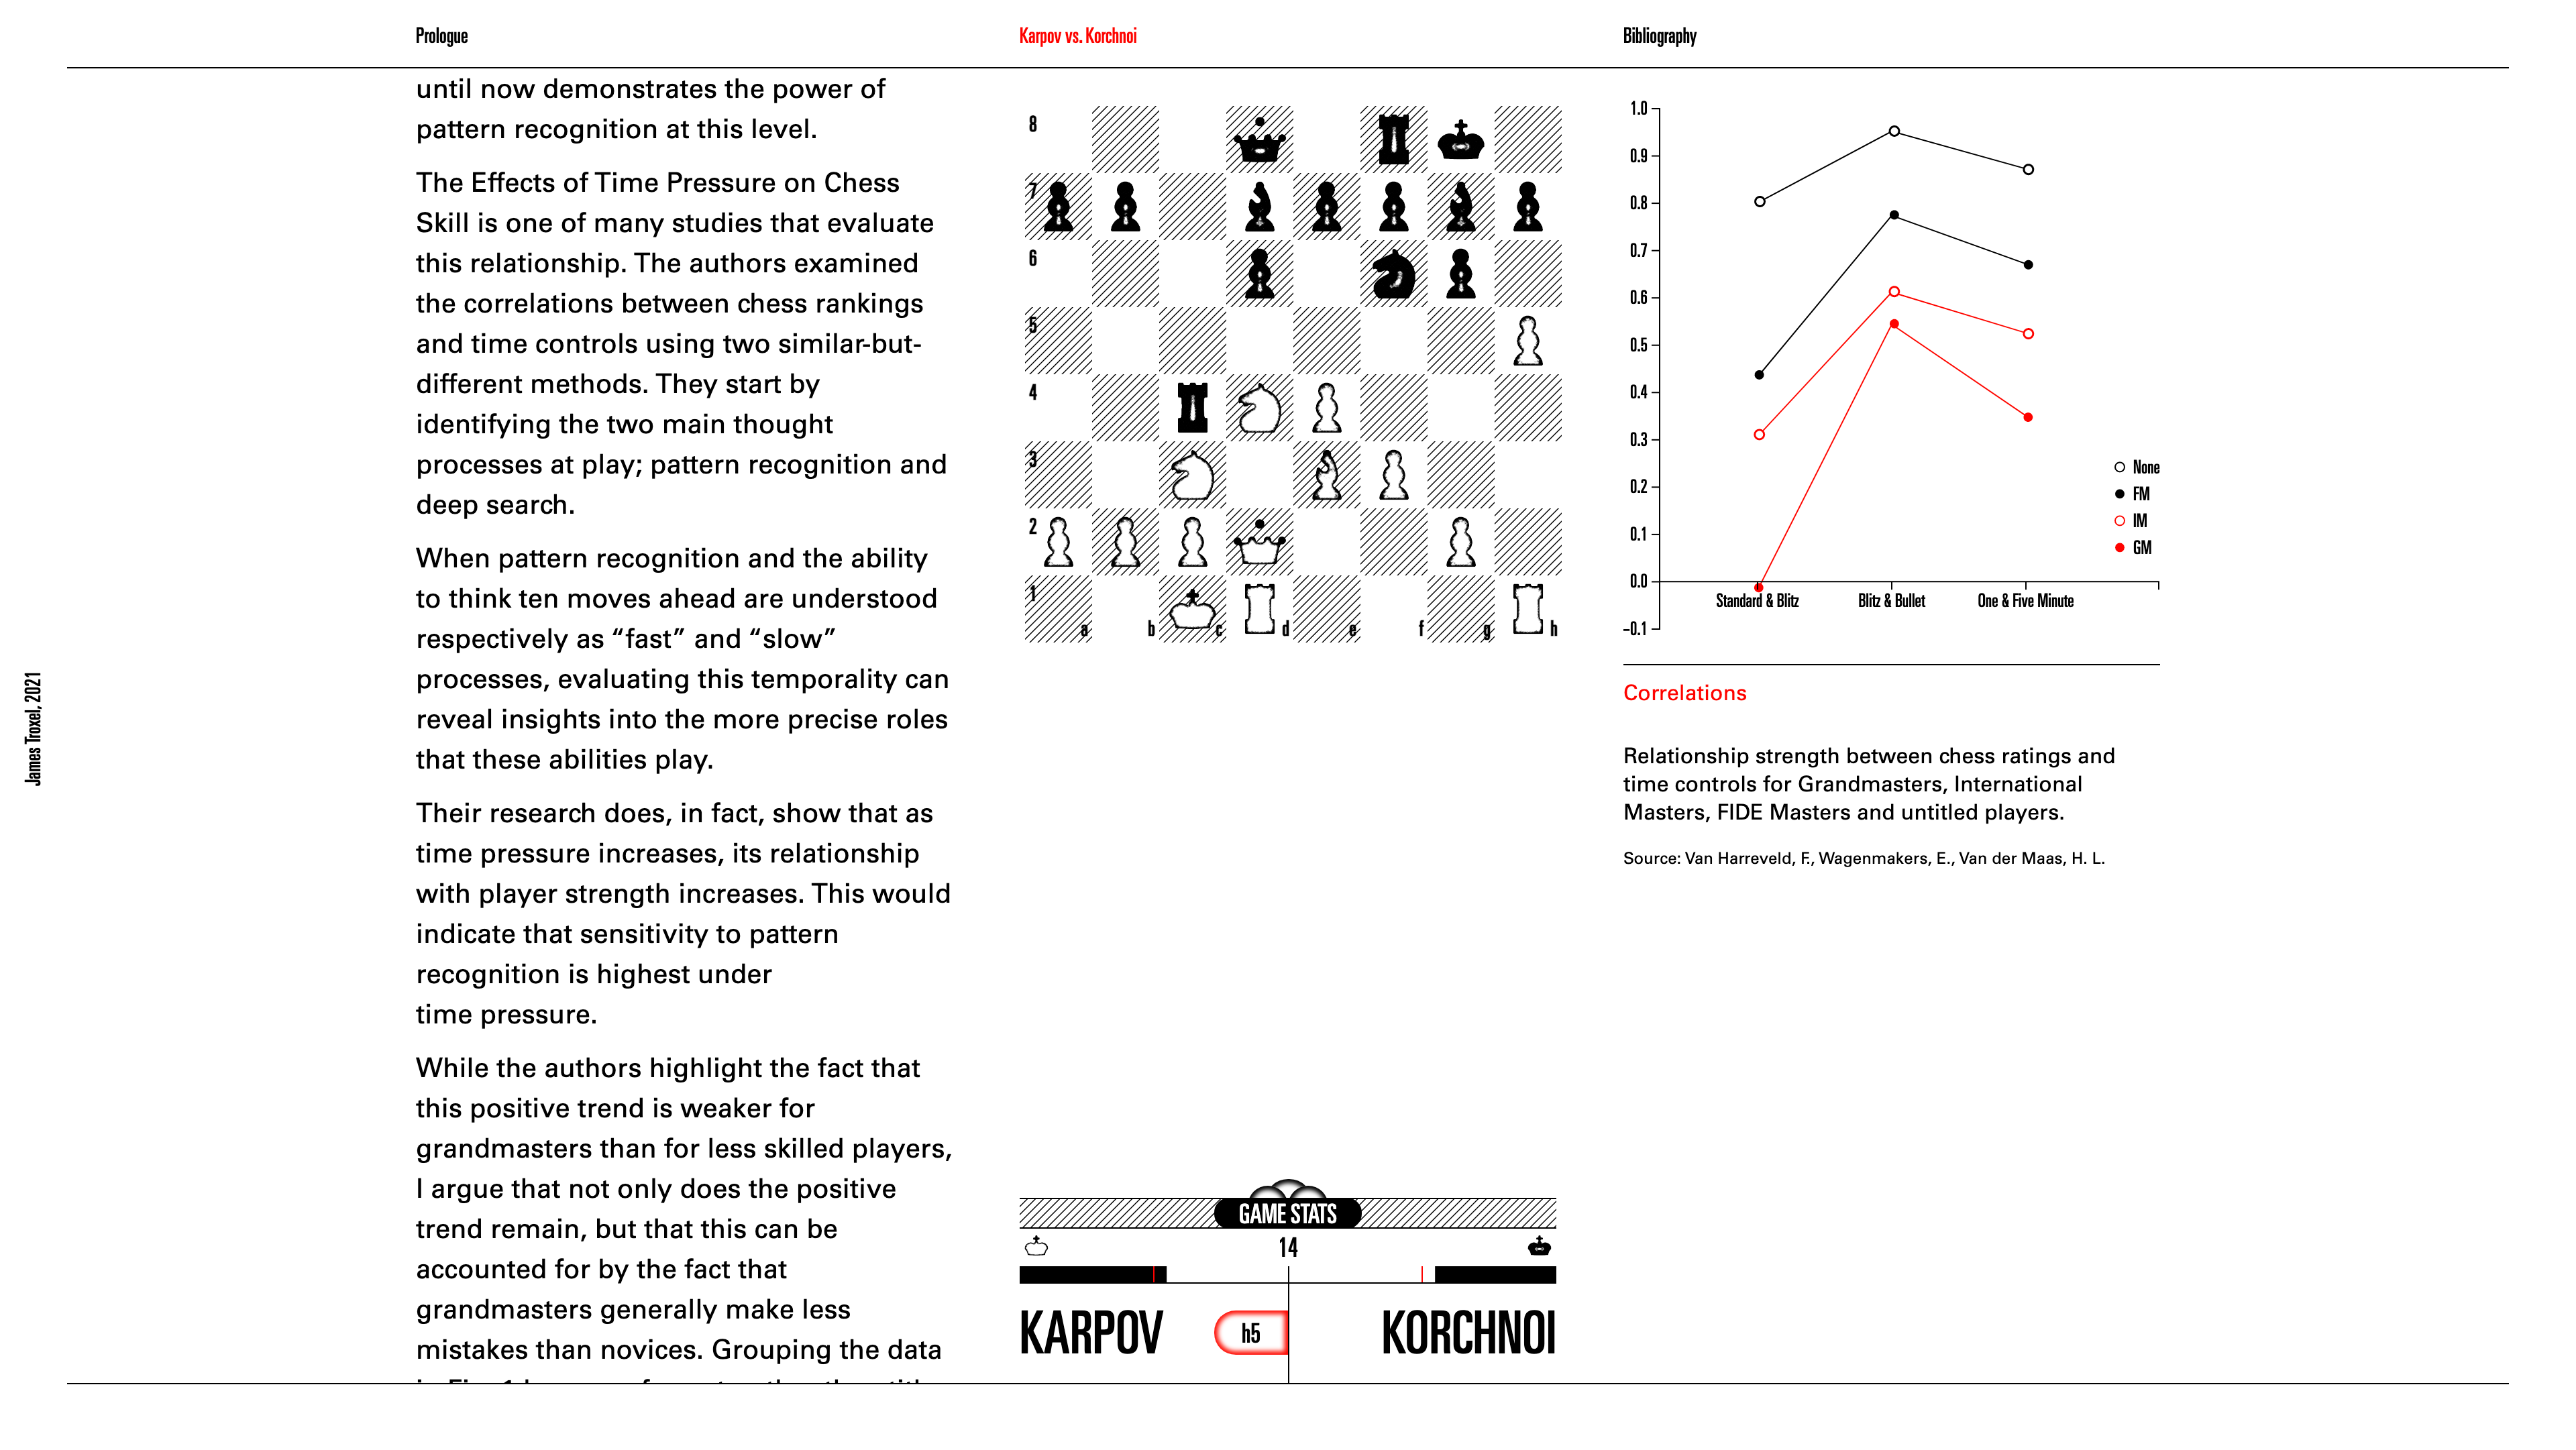 Prologue
Karpov vs. Korchnoi
Bibliography
until now demonstrates the power of
pattern recognition at this level.
The Effects of Time Pressure on Chess
Skill is one of many studies that evaluate
this relationship. The authors examined
the correlations between chess rankings
and time controls using two similar-but-
different methods. They start by
identifying the two main thought
processes at play; pattern recognition and
deep search.
When pattern recognition and the ability
to think ten moves ahead are understood
respectively as “fast” and “slow”
processes, evaluating this temporality can
reveal insights into the more precise roles
that these abilities play.
Their research does, in fact, show that as
time pressure increases, its relationship
with player strength increases. This would
indicate that sensitivity to pattern
recognition is highest under
time pressure.
While the authors highlight the fact that
this positive trend is weaker for
grandmasters than for less skilled players,
I argue that not only does the positive
trend remain, but that this can be
accounted for by the fact that
grandmasters generally make less
mistakes than novices. Grouping the data
8
7
6
5
4
3
2
1
a b c d e f g h
GAME STATS
14
KARPOV
h5
KORCHNOI
1.0
0.9
0.8
0.7
0.6
0.5
0.4
0.3
0.2
0.1
0.0
-0.1
None
FM
IM
GM
Standard & Blitz
Blitz & Bullet
One & Five Minute
Correlations
Relationship strength between chess ratings and
time controls for Grandmasters, International
Masters, FIDE Masters and untitled players.
Source: Van Harreveld, F., Wagenmakers, E., Van der Maas, H. L.
James Troxel, 2021